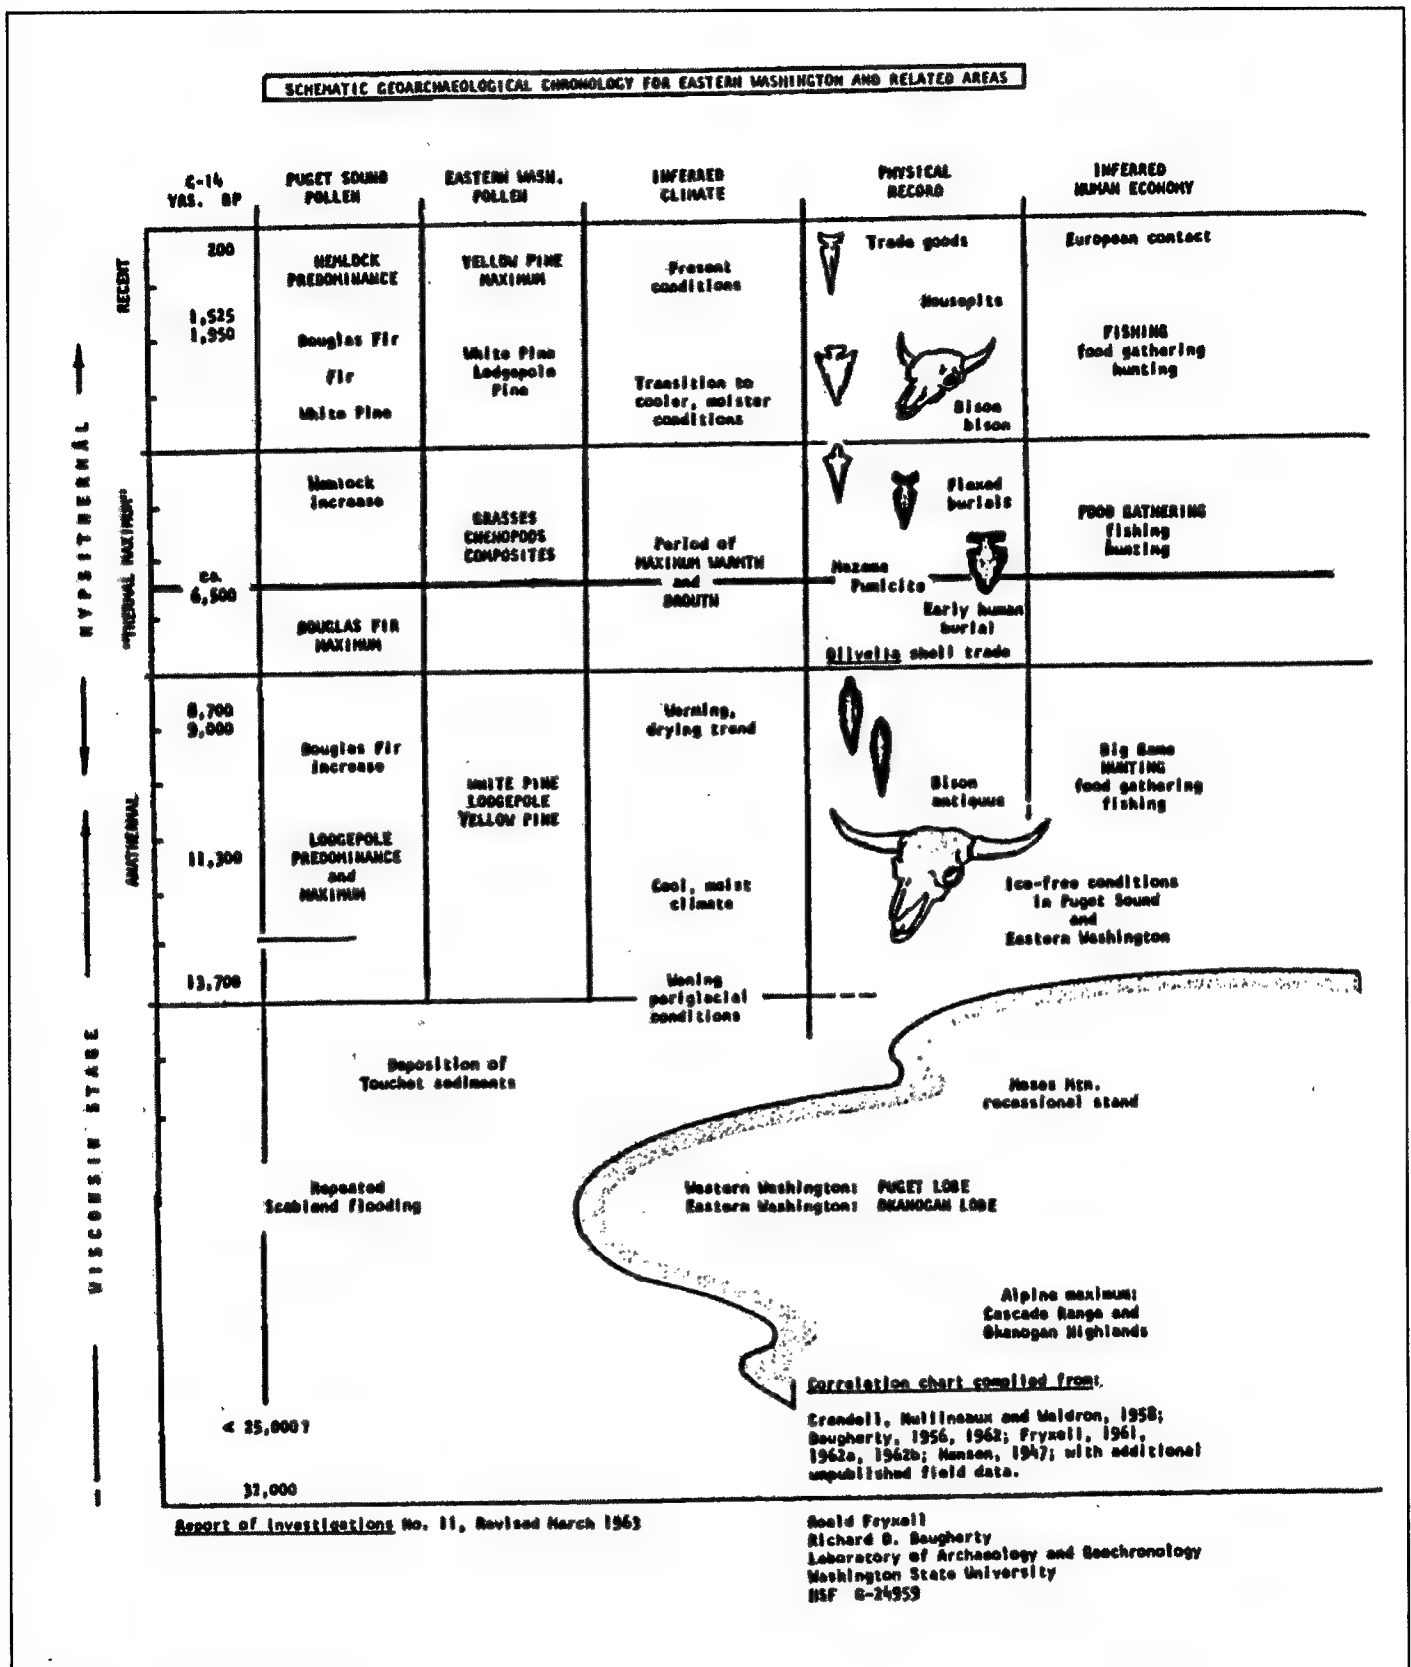 SCHEMATIC GEOARCHAEOLOGICAL CHRONOLOGY FOR EASTERN WASHINGTON AND RELATED AREAS
C-14
YRS. BP
PUGET SOUND
POLLEN
EASTERN WASH.
POLLEN
INFERRED
CLIMATE
PHYSICAL
RECORD
INFERRED
HUMAN ECONOMY
WISCONSIN STAGE
HYPSITHERMAL
ANATHERMAL
"THERMAL MAXIMUM"
RECENT
200
1,525
1,950
ca.
6,500
8,700
9,000
11,300
13,700
< 25,000?
32,000
HEMLOCK
PREDOMINANCE
Douglas Fir
Fir
White Pine
Hemlock
increase
DOUGLAS FIR
MAXIMUM
Douglas Fir
increase
LODGEPOLE
PREDOMINANCE
and
MAXIMUM
YELLOW PINE
MAXIMUM
White Pine
Lodgepole
Pine
GRASSES
CHENOPODS
COMPOSITES
WHITE PINE
LODGEPOLE
YELLOW PINE
Present
conditions
Transition to
cooler, moister
conditions
Period of
MAXIMUM WARMTH
and
DROUTH
Warming,
drying trend
Cool, moist
climate
Waning
periglacial
conditions
Trade goods
Housepits
Bison
bison
Flexed
burials
Mazama
Pumicite
Early human
burial
Olivella shell trade
Bison
antiquus
European contact
FISHING
food gathering
hunting
FOOD GATHERING
fishing
hunting
Big Game
HUNTING
food gathering
fishing
Ice-free conditions
in Puget Sound
and
Eastern Washington
Deposition of
Touchet sediments
Moses Mtn.
recessional stand
Repeated
Scabland flooding
Western Washington: PUGET LOBE
Eastern Washington: OKANOGAN LOBE
Alpine maximum:
Cascade Range and
Okanogan Highlands
Correlation chart compiled from:
Crandell, Mullineaux and Waldron, 1958;
Daugherty, 1956, 1962; Fryxell, 1961,
1962a, 1962b; Hansen, 1947; with additional
unpublished field data.
Report of Investigations No. 11, Revised March 1963
Roald Fryxell
Richard D. Daugherty
Laboratory of Archaeology and Geochronology
Washington State University
NSF G-24959